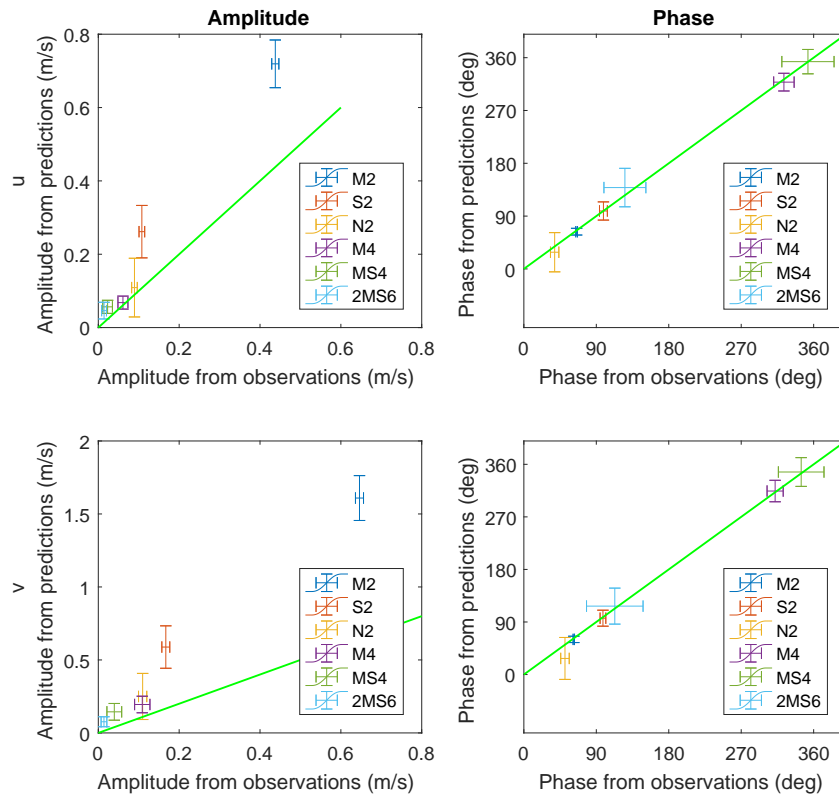 Amplitude
Phase
u
Amplitude from predictions (m/s)
0.8
0.6
0.4
0.2
0
0
0.2
0.4
0.6
0.8
Amplitude from observations (m/s)
M2
S2
N2
M4
MS4
2MS6
Phase from predictions (deg)
360
270
180
90
0
0
90
180
270
360
Phase from observations (deg)
M2
S2
N2
M4
MS4
2MS6
v
Amplitude from predictions (m/s)
2
1.5
1
0.5
0
0
0.2
0.4
0.6
0.8
Amplitude from observations (m/s)
M2
S2
N2
M4
MS4
2MS6
Phase from predictions (deg)
360
270
180
90
0
0
90
180
270
360
Phase from observations (deg)
M2
S2
N2
M4
MS4
2MS6